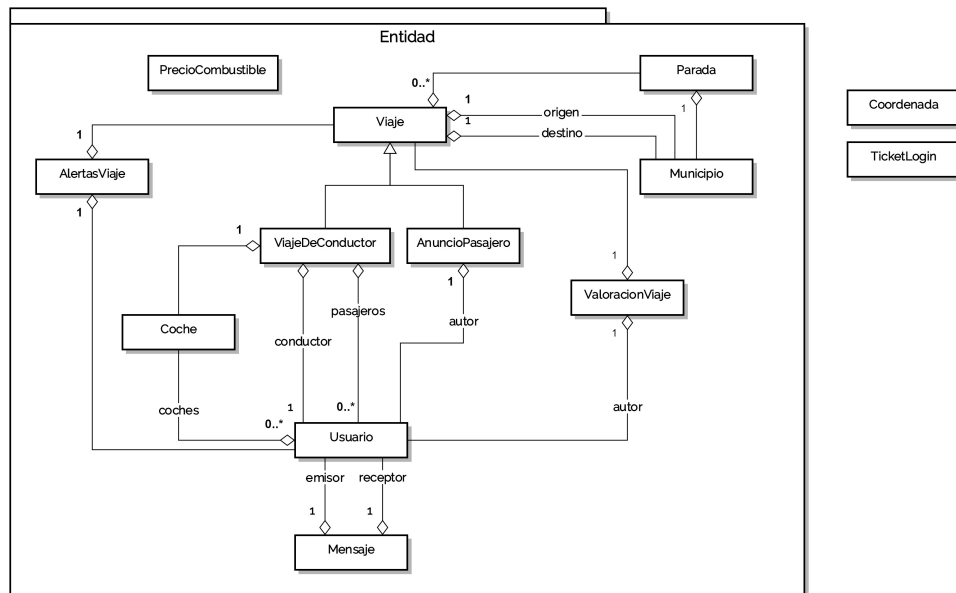 Entidad
PrecioCombustible
Parada
0..*
1
1
Viaje
origen
destino
1
Coordenada
1
AlertasViaje
1
Municipio
TicketLogin
1
ViajeDeConductor
AnuncioPasajero
1
1
ValoracionViaje
1
pasajeros
autor
Coche
conductor
coches
0..*
1
0..*
autor
Usuario
emisor
receptor
1
1
Mensaje